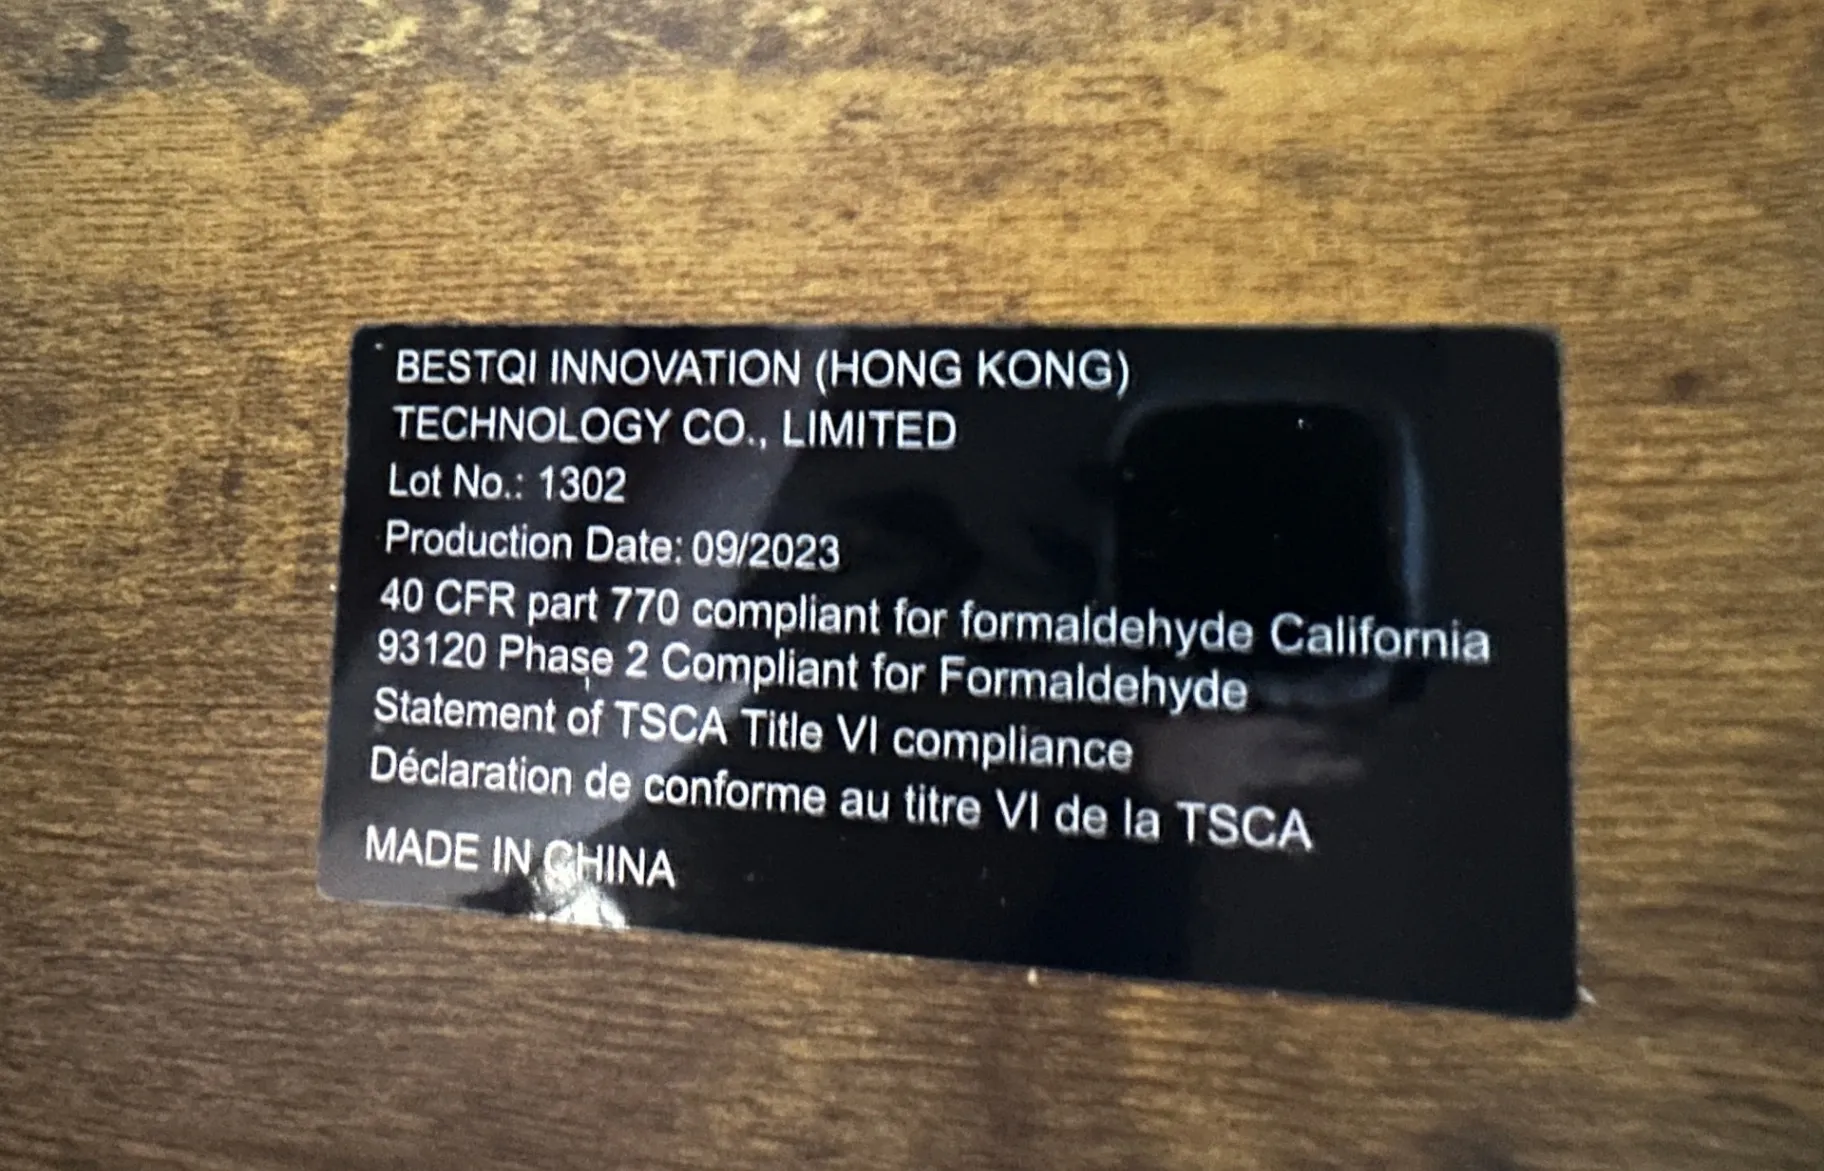 BESTQI INNOVATION (HONG KONG)
TECHNOLOGY CO., LIMITED
Lot No.: 1302
Production Date: 09/2023
40 CFR part 770 compliant for formaldehyde California
93120 Phase 2 Compliant for Formaldehyde
Statement of TSCA Title VI compliance
Déclaration de conforme au titre VI de la TSCA
MADE IN CHINA